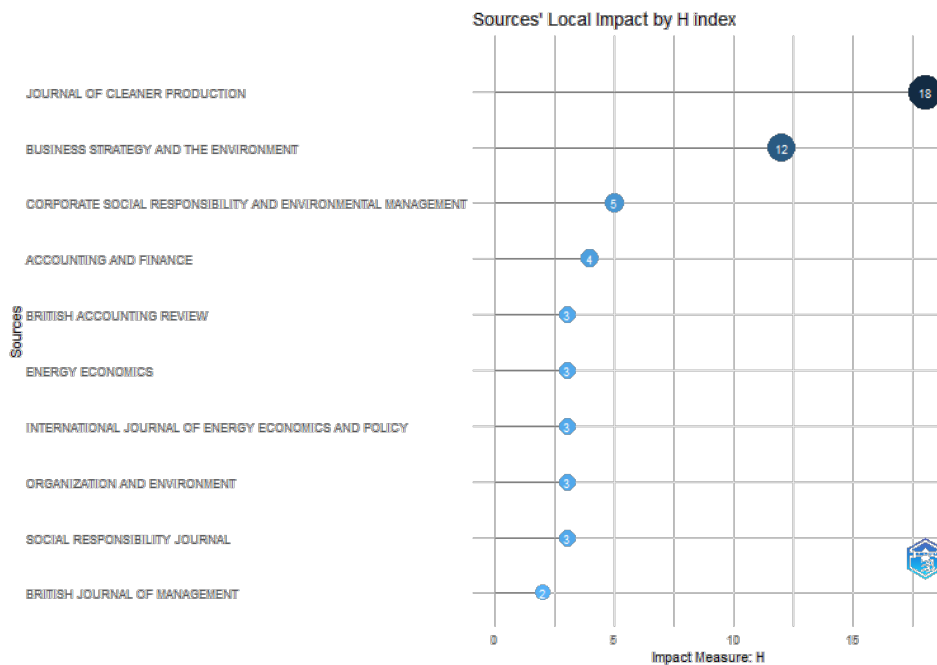 Sources' Local Impact by H index
JOURNAL OF CLEANER PRODUCTION
18
BUSINESS STRATEGY AND THE ENVIRONMENT
12
CORPORATE SOCIAL RESPONSIBILITY AND ENVIRONMENTAL MANAGEMENT
5
ACCOUNTING AND FINANCE
4
BRITISH ACCOUNTING REVIEW
3
Sources
ENERGY ECONOMICS
3
INTERNATIONAL JOURNAL OF ENERGY ECONOMICS AND POLICY
3
ORGANIZATION AND ENVIRONMENT
3
SOCIAL RESPONSIBILITY JOURNAL
3
BRITISH JOURNAL OF MANAGEMENT
2
0 5 10 15
Impact Measure: H